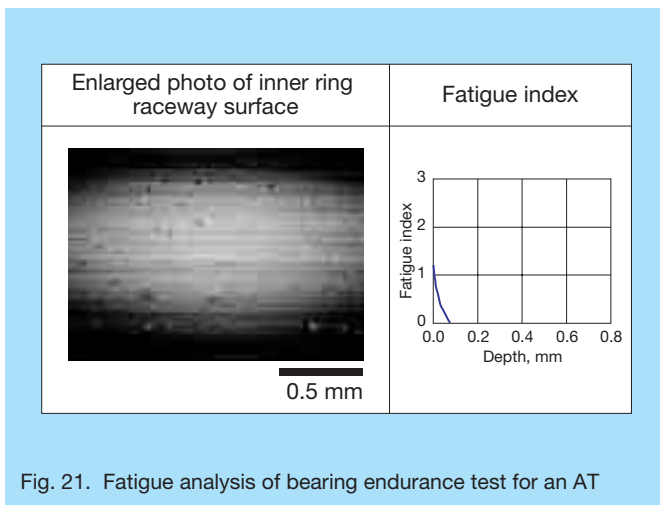 Enlarged photo of inner ring
raceway surface
Fatigue index
0.5 mm
Fatigue index
3
2
1
0
0.0 0.2 0.4 0.6 0.8
Depth, mm
Fig. 21. Fatigue analysis of bearing endurance test for an AT